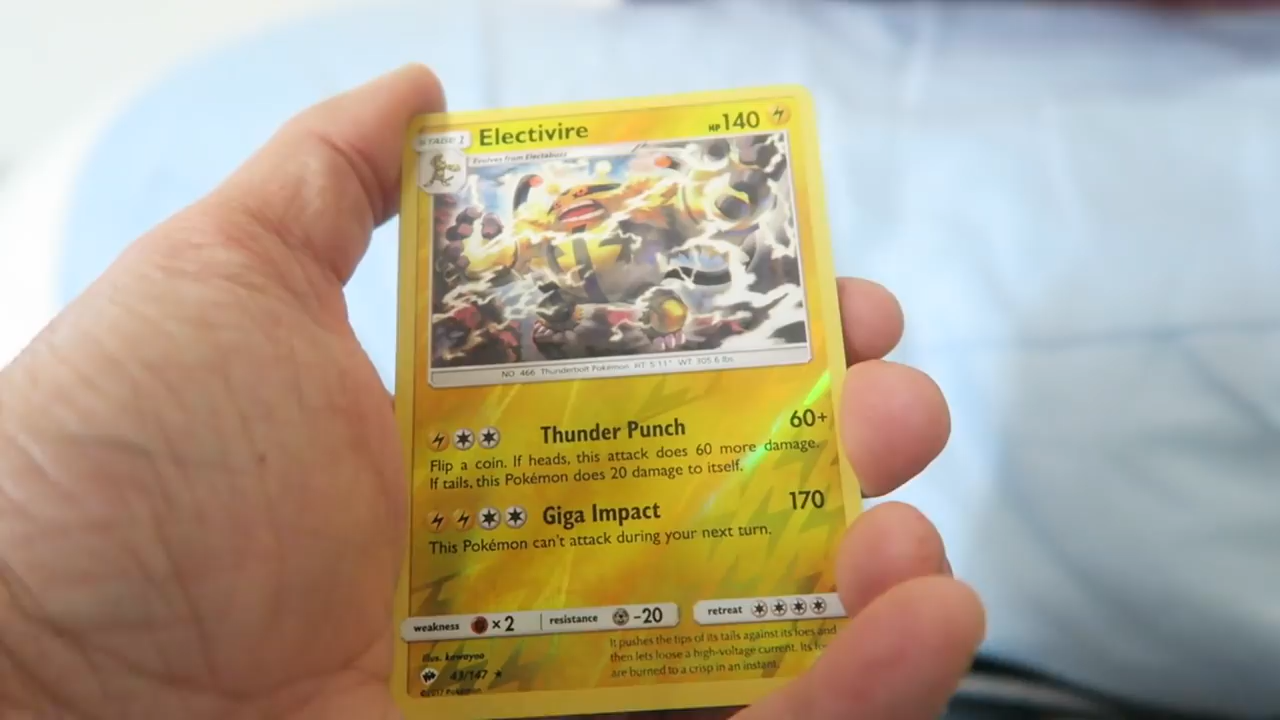 STAGE 1 Electivire HP 140
Evolves from Electabuzz
NO. 466 Thunderbolt Pokémon HT: 5'11" WT: 305.6 lbs
Thunder Punch 60+
Flip a coin. If heads, this attack does 60 more damage.
If tails, this Pokémon does 20 damage to itself.
Giga Impact 170
This Pokémon can't attack during your next turn.
weakness ×2 resistance -20 retreat
It pushes the tips of its tails against its foes and
then lets loose a high-voltage current. Its
are burned to a crisp in an instant.
illus. kawayoo
43/147
©2017 Pokémon